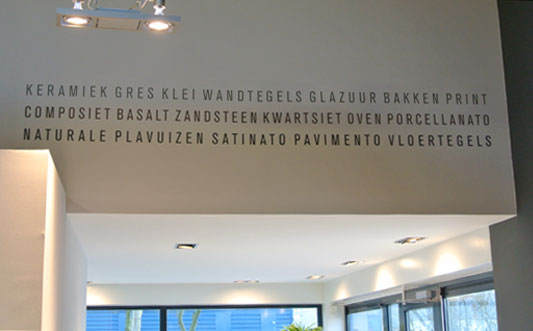 KERAMIEK GRES KLEI WANDTEGELS GLAZUUR BAKKEN PRINT
COMPOSIET BASALT ZANDSTEEN KWARTSIET OVEN PORCELLANATO
NATURALE PLAVUIZEN SATINATO PAVIMENTO VLOERTEGELS